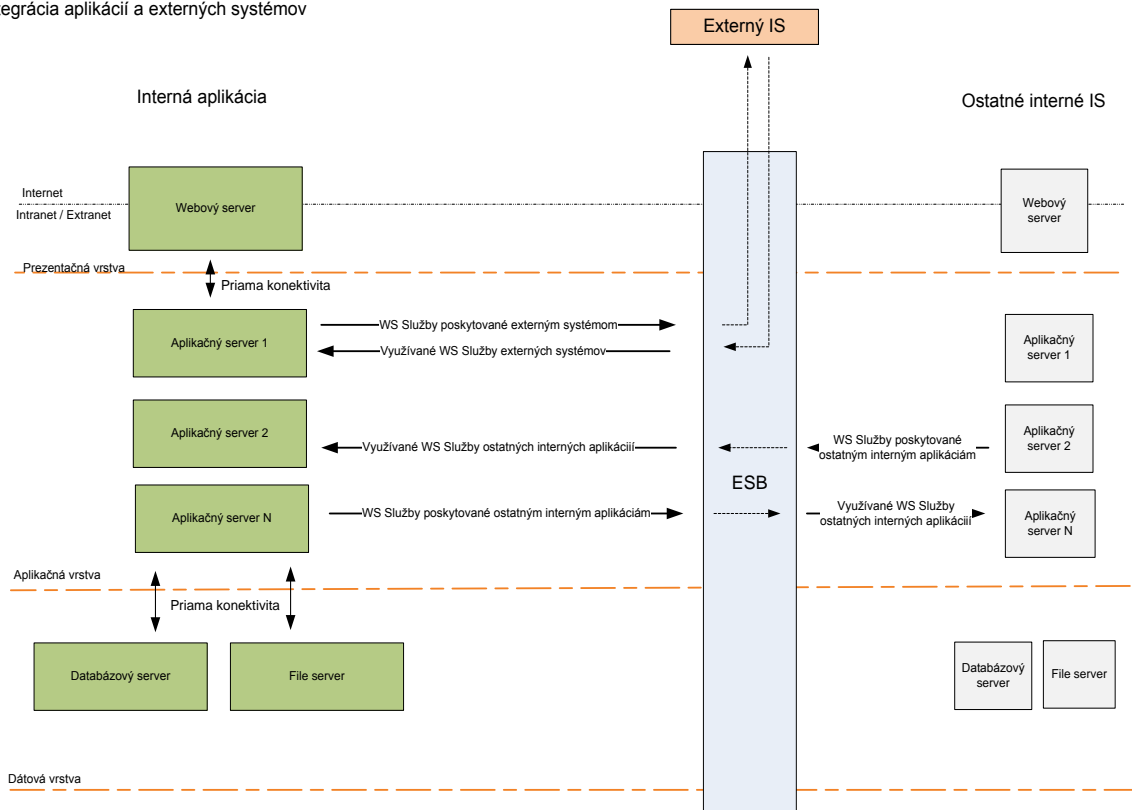 tegrácia aplikácií a externých systémov
Externý IS
Interná aplikácia
Ostatné interné IS
Internet
Intranet / Extranet
Webový server
Webový
server
Prezentačná vrstva
Priama konektivita
Aplikačný server 1
WS Služby poskytované externým systémom
Využívané WS Služby externých systémov
Aplikačný
server 1
Aplikačný server 2
Využívané WS Služby ostatných interných aplikáciíí
WS Služby poskytované
ostatným interným aplikáciám
Aplikačný
server 2
ESB
Aplikačný server N
WS Služby poskytované ostatným interným aplikáciám
Využívané WS Služby
ostatných interných aplikáciíí
Aplikačný
server N
Aplikačná vrstva
Priama konektivita
Databázový server
File server
Databázový
server
File server
Dátová vrstva